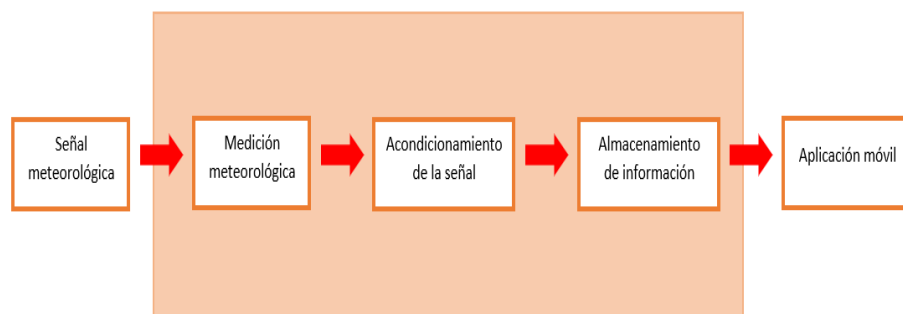 Señal
meteorológica
Medición
meteorológica
Acondicionamiento
de la señal
Almacenamiento
de información
Aplicación móvil